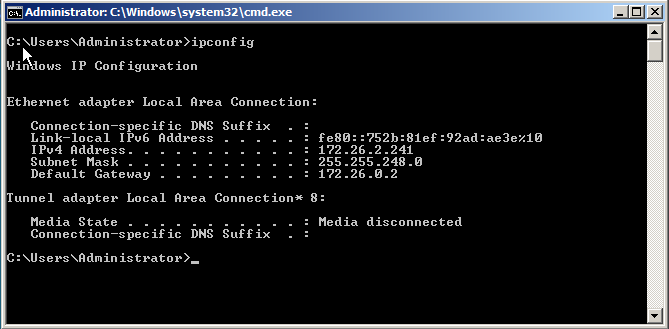 Administrator: C:\Windows\system32\cmd.exe
C:\Users\Administrator>ipconfig
Windows IP Configuration
Ethernet adapter Local Area Connection:
Connection-specific DNS Suffix  . :
Link-local IPv6 Address . . . . . : fe80::752b:81ef:92ad:ae3e%10
IPv4 Address. . . . . . . . . . . : 172.26.2.241
Subnet Mask . . . . . . . . . . . : 255.255.248.0
Default Gateway . . . . . . . . . : 172.26.0.2
Tunnel adapter Local Area Connection* 8:
Media State . . . . . . . . . . . : Media disconnected
Connection-specific DNS Suffix  . :
C:\Users\Administrator>_